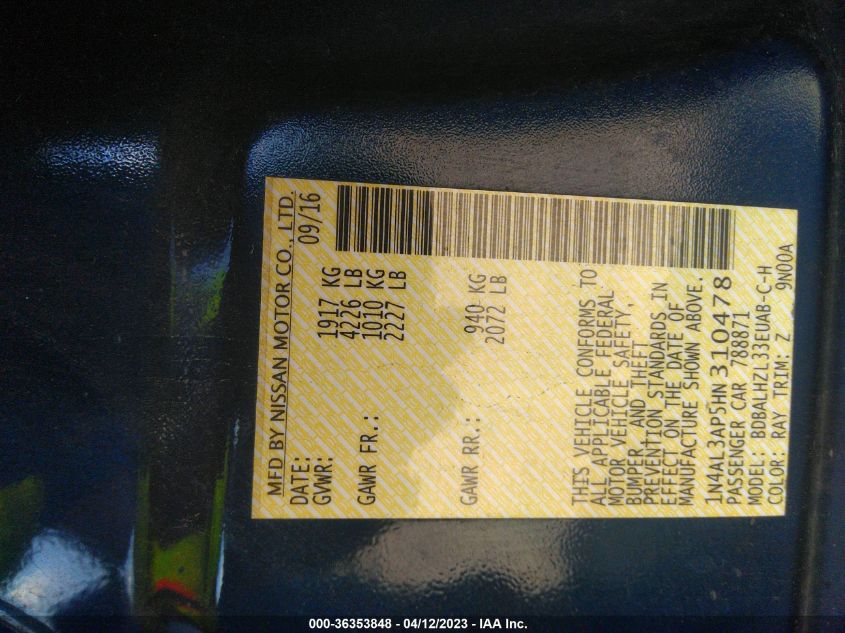 MFD BY NISSAN MOTOR CO., LTD.
DATE: 09/16
GVWR: 1917 KG
4226 LB
GAWR FR.: 1010 KG
2227 LB
GAWR RR.: 940 KG
2072 LB
THIS VEHICLE CONFORMS TO
ALL APPLICABLE FEDERAL
MOTOR VEHICLE SAFETY,
BUMPER AND THEFT
PREVENTION STANDARDS IN
EFFECT ON THE DATE OF
MANUFACTURE SHOWN ABOVE.
1N4AL3AP5HN310478
PASSENGER CAR 788871
MODEL: BDBALHZL33EUAB-C-H
COLOR: RAY TRIM: Z 9N00A
000-36353848 - 04/12/2023 - IAA Inc.